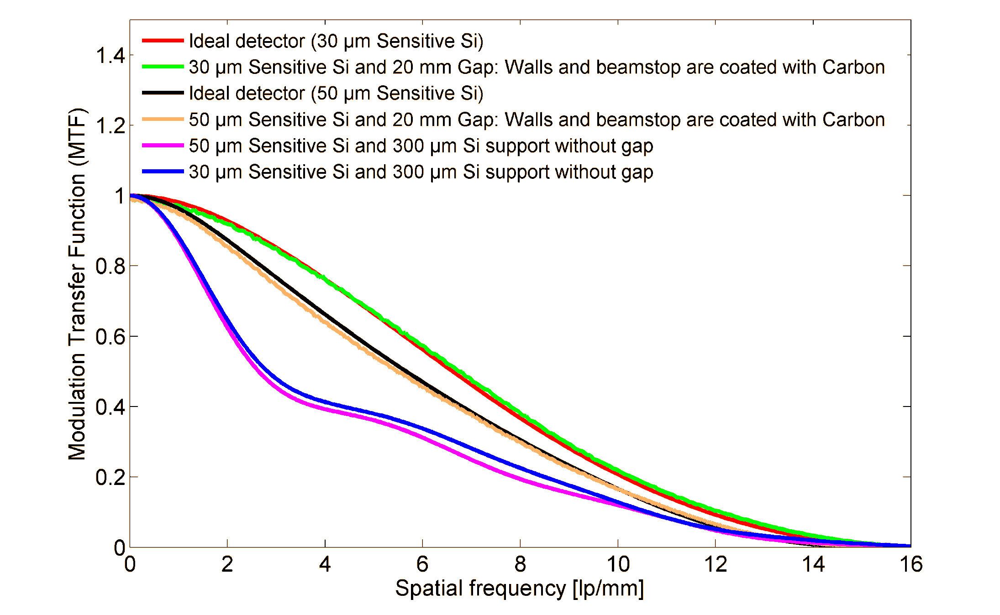 Ideal detector (30 µm Sensitive Si)
30 µm Sensitive Si and 20 mm Gap: Walls and beamstop are coated with Carbon
Ideal detector (50 µm Sensitive Si)
50 µm Sensitive Si and 20 mm Gap: Walls and beamstop are coated with Carbon
50 µm Sensitive Si and 300 µm Si support without gap
30 µm Sensitive Si and 300 µm Si support without gap
Modulation Transfer Function (MTF)
1.4
1.2
1
0.8
0.6
0.4
0.2
0
0 2 4 6 8 10 12 14 16
Spatial frequency [lp/mm]